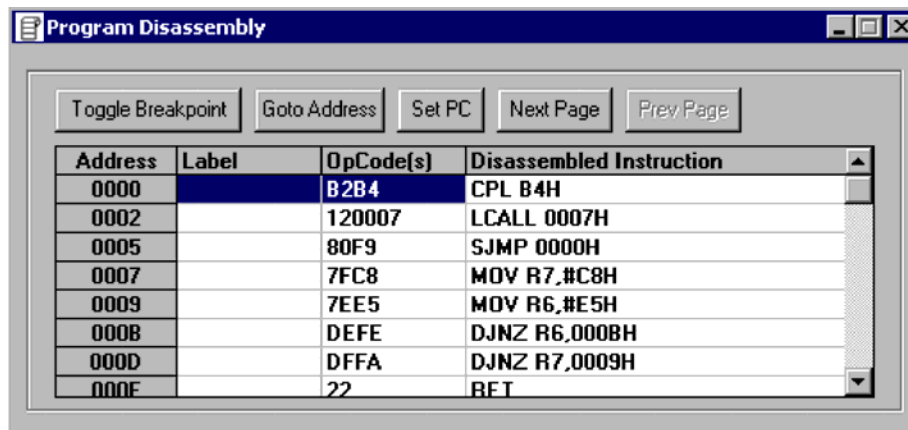 Program Disassembly
Toggle Breakpoint Goto Address Set PC Next Page Prev Page
Address Label OpCode(s) Disassembled Instruction
0000 B2B4 CPL B4H
0002 120007 LCALL 0007H
0005 80F9 SJMP 0000H
0007 7FC8 MOV R7,#C8H
0009 7EE5 MOV R6,#E5H
000B DEFE DJNZ R6,000BH
000D DFFA DJNZ R7,0009H
000F 22 RET